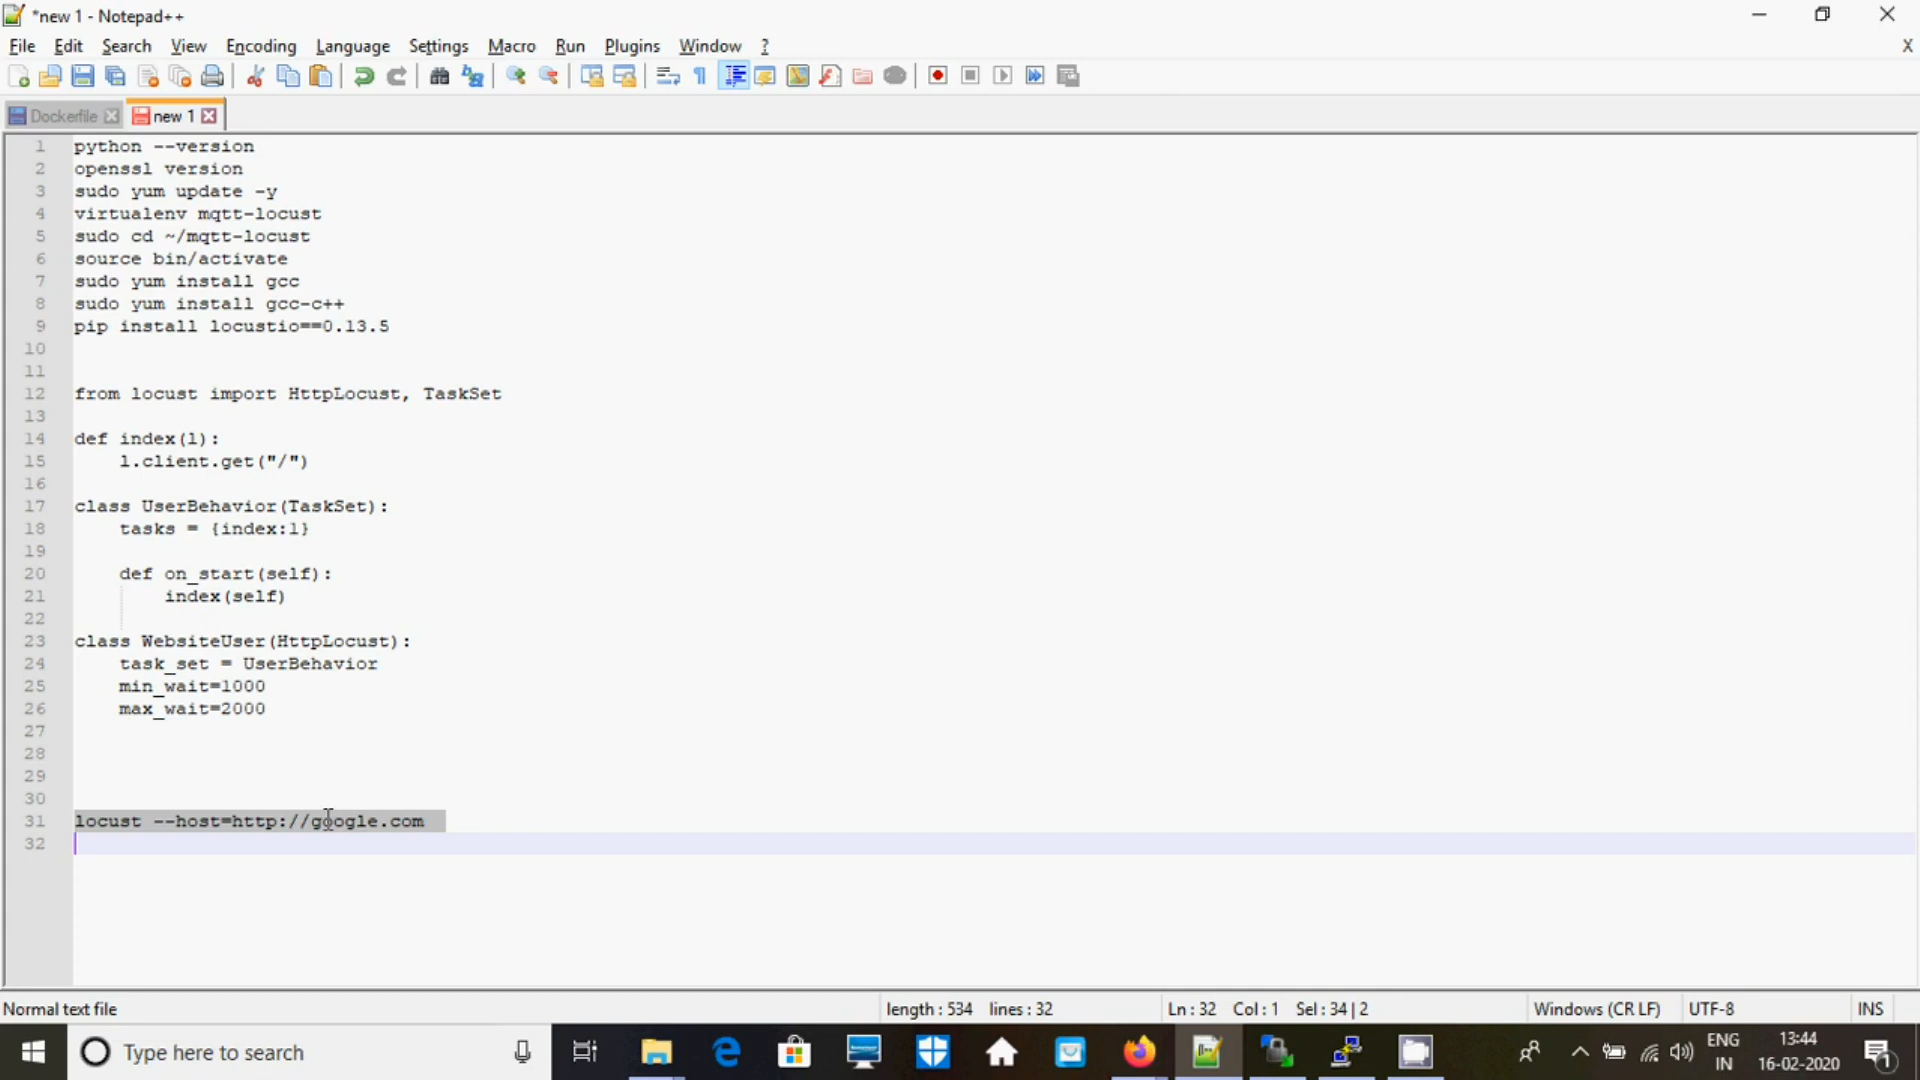 *new 1 - Notepad++
File Edit Search View Encoding Language Settings Macro Run Plugins Window ? X
Dockerfile new 1
1 python --version
2 openssl version
3 sudo yum update -y
4 virtualenv mqtt-locust
5 sudo cd ~/mqtt-locust
6 source bin/activate
7 sudo yum install gcc
8 sudo yum install gcc-c++
9 pip install locustio==0.13.5
10
11
12 from locust import HttpLocust, TaskSet
13
14 def index(l):
15 l.client.get("/")
16
17 class UserBehavior(TaskSet):
18 tasks = {index:1}
19
20 def on_start(self):
21 index(self)
22
23 class WebsiteUser(HttpLocust):
24 task_set = UserBehavior
25 min_wait=1000
26 max_wait=2000
27
28
29
30
31 locust --host=http://google.com
32
Normal text file length : 534 lines : 32 Ln : 32 Col : 1 Sel : 34 | 2 Windows (CR LF) UTF-8 INS
Type here to search
ENG
IN
13:44
16-02-2020
1